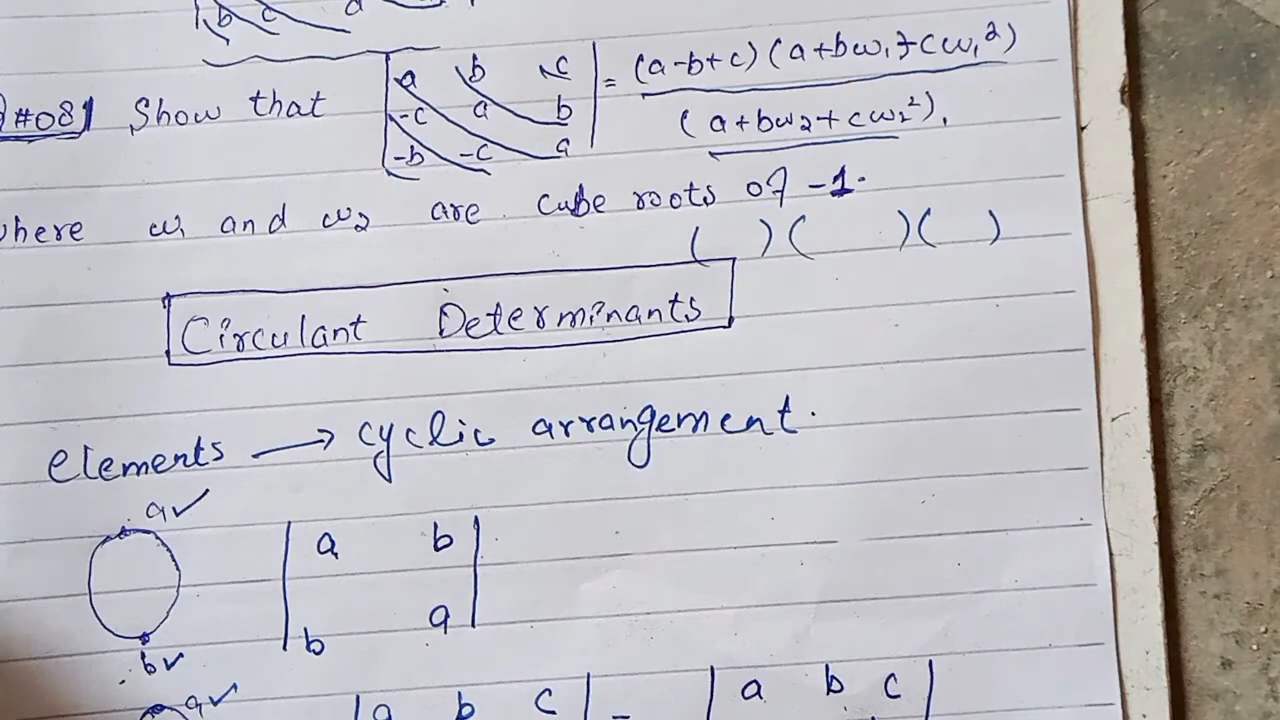 b c a
#08 Show that | a b c | = (a-b+c)(a+bω₁+cω₁²)
| -c a b | (a+bω₂+cω₂²).
| -b -c a |
where ω₁ and ω₂ are cube roots of -1.
( )( )( )
Circulant Determinants
elements → cyclic arrangement.
a✓
| a b |
| b a |
b✓
a✓ | a b c | = | a b c |